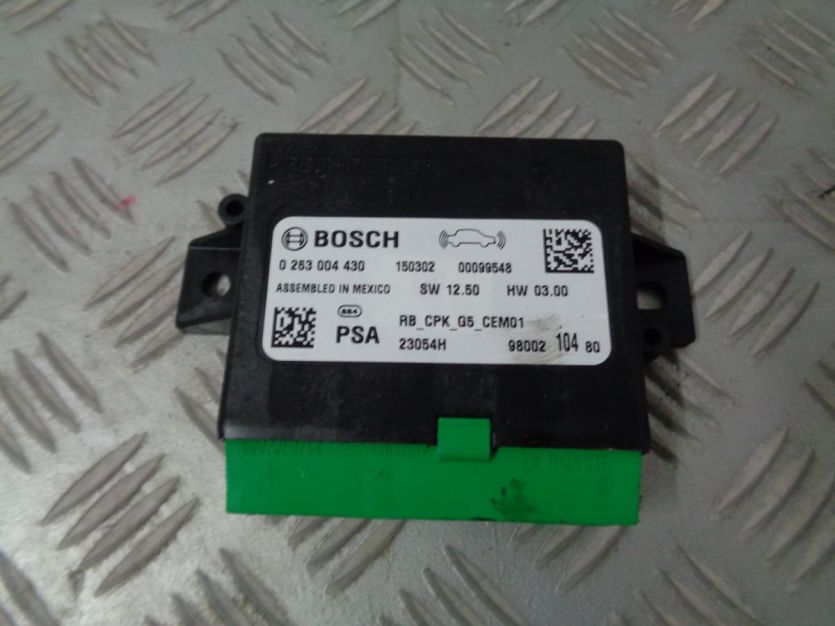 BOSCH
0 263 004 430 150302 00099548
ASSEMBLED IN MEXICO SW 12.50 HW 03.00
PSA RB_CPK_G5_CEM01
23054H 98002 104 80
BOSCH